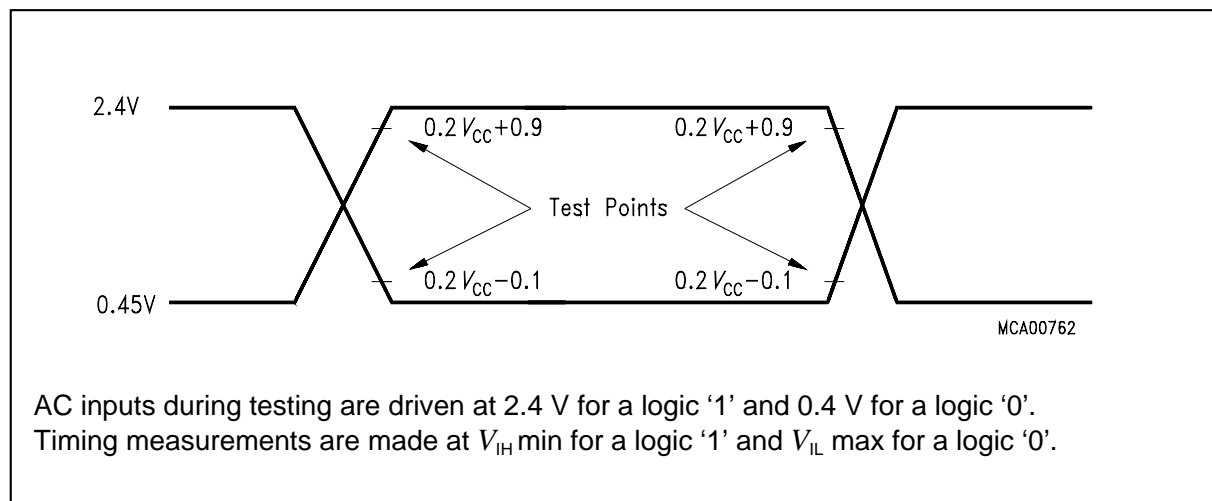 2.4V
0.2 VCC+0.9 0.2 VCC+0.9
Test Points
0.2 VCC−0.1 0.2 VCC−0.1
0.45V
MCA00762
AC inputs during testing are driven at 2.4 V for a logic ‘1’ and 0.4 V for a logic ‘0’.
Timing measurements are made at VIH min for a logic ‘1’ and VIL max for a logic ‘0’.